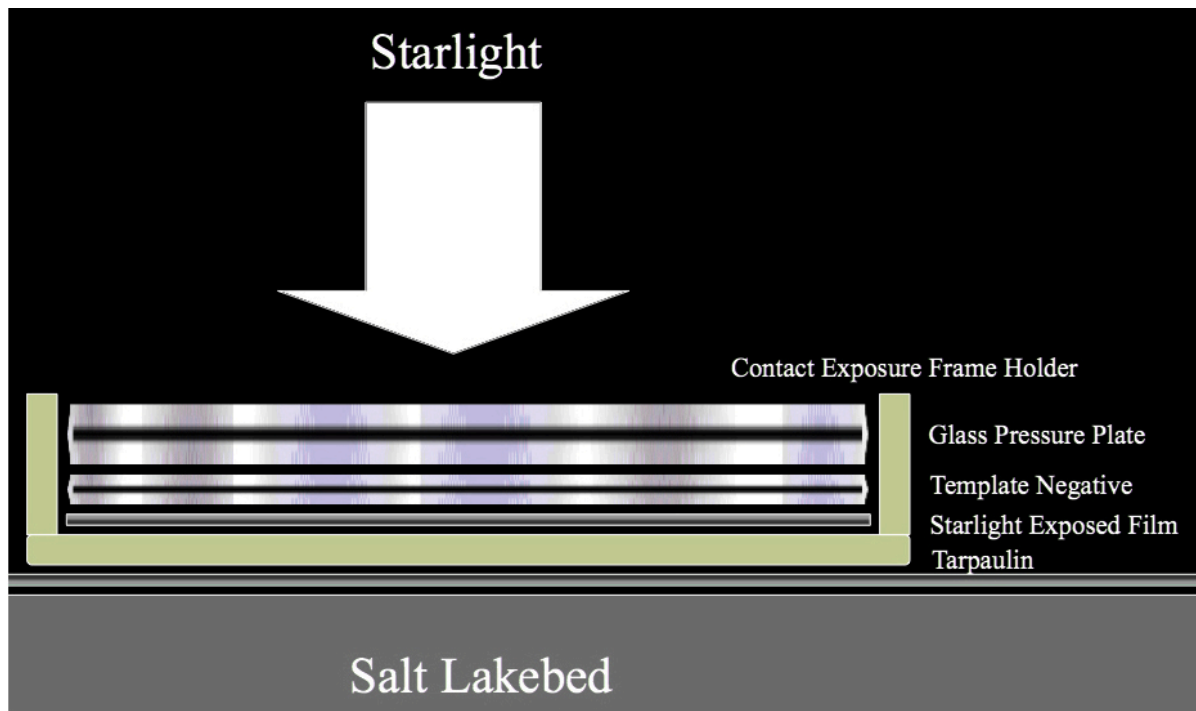 Starlight
Contact Exposure Frame Holder
Glass Pressure Plate
Template Negative
Starlight Exposed Film
Tarpaulin
Salt Lakebed